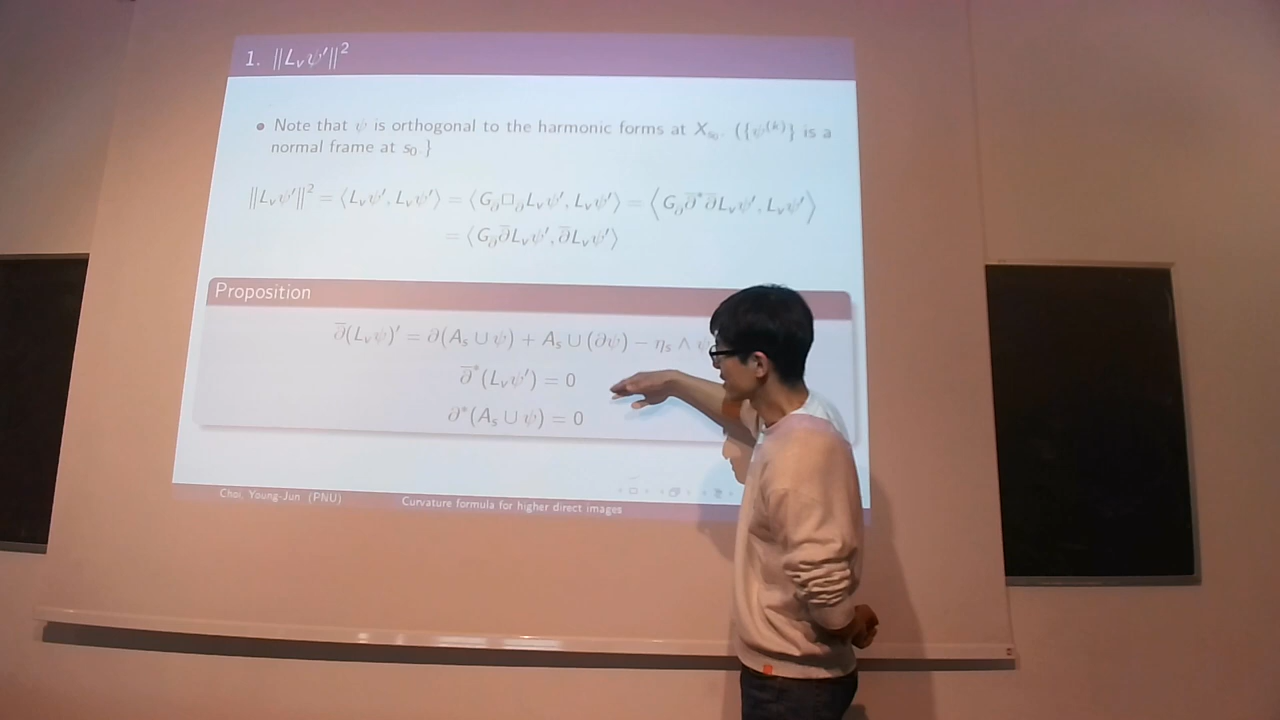 1. ‖L_v ψ′‖²
• Note that ψ is orthogonal to the harmonic forms at X_{s₀}. ({ψ^{(k)}} is a
normal frame at s₀.}
‖L_v ψ′‖² = ⟨L_v ψ′, L_v ψ′⟩ = ⟨G_∂̄ □_∂̄ L_v ψ′, L_v ψ′⟩ = ⟨G_∂̄ ∂̄* ∂̄ L_v ψ′, L_v ψ′⟩
= ⟨G_∂̄ ∂̄ L_v ψ′, ∂̄ L_v ψ′⟩
Proposition
∂̄(L_v ψ)′ = ∂(A_s ∪ ψ) + A_s ∪ (∂ψ) − η_s ∧ ψ
∂̄*(L_v ψ′) = 0
∂*(A_s ∪ ψ) = 0
Choi, Young-Jun (PNU) Curvature formula for higher direct images